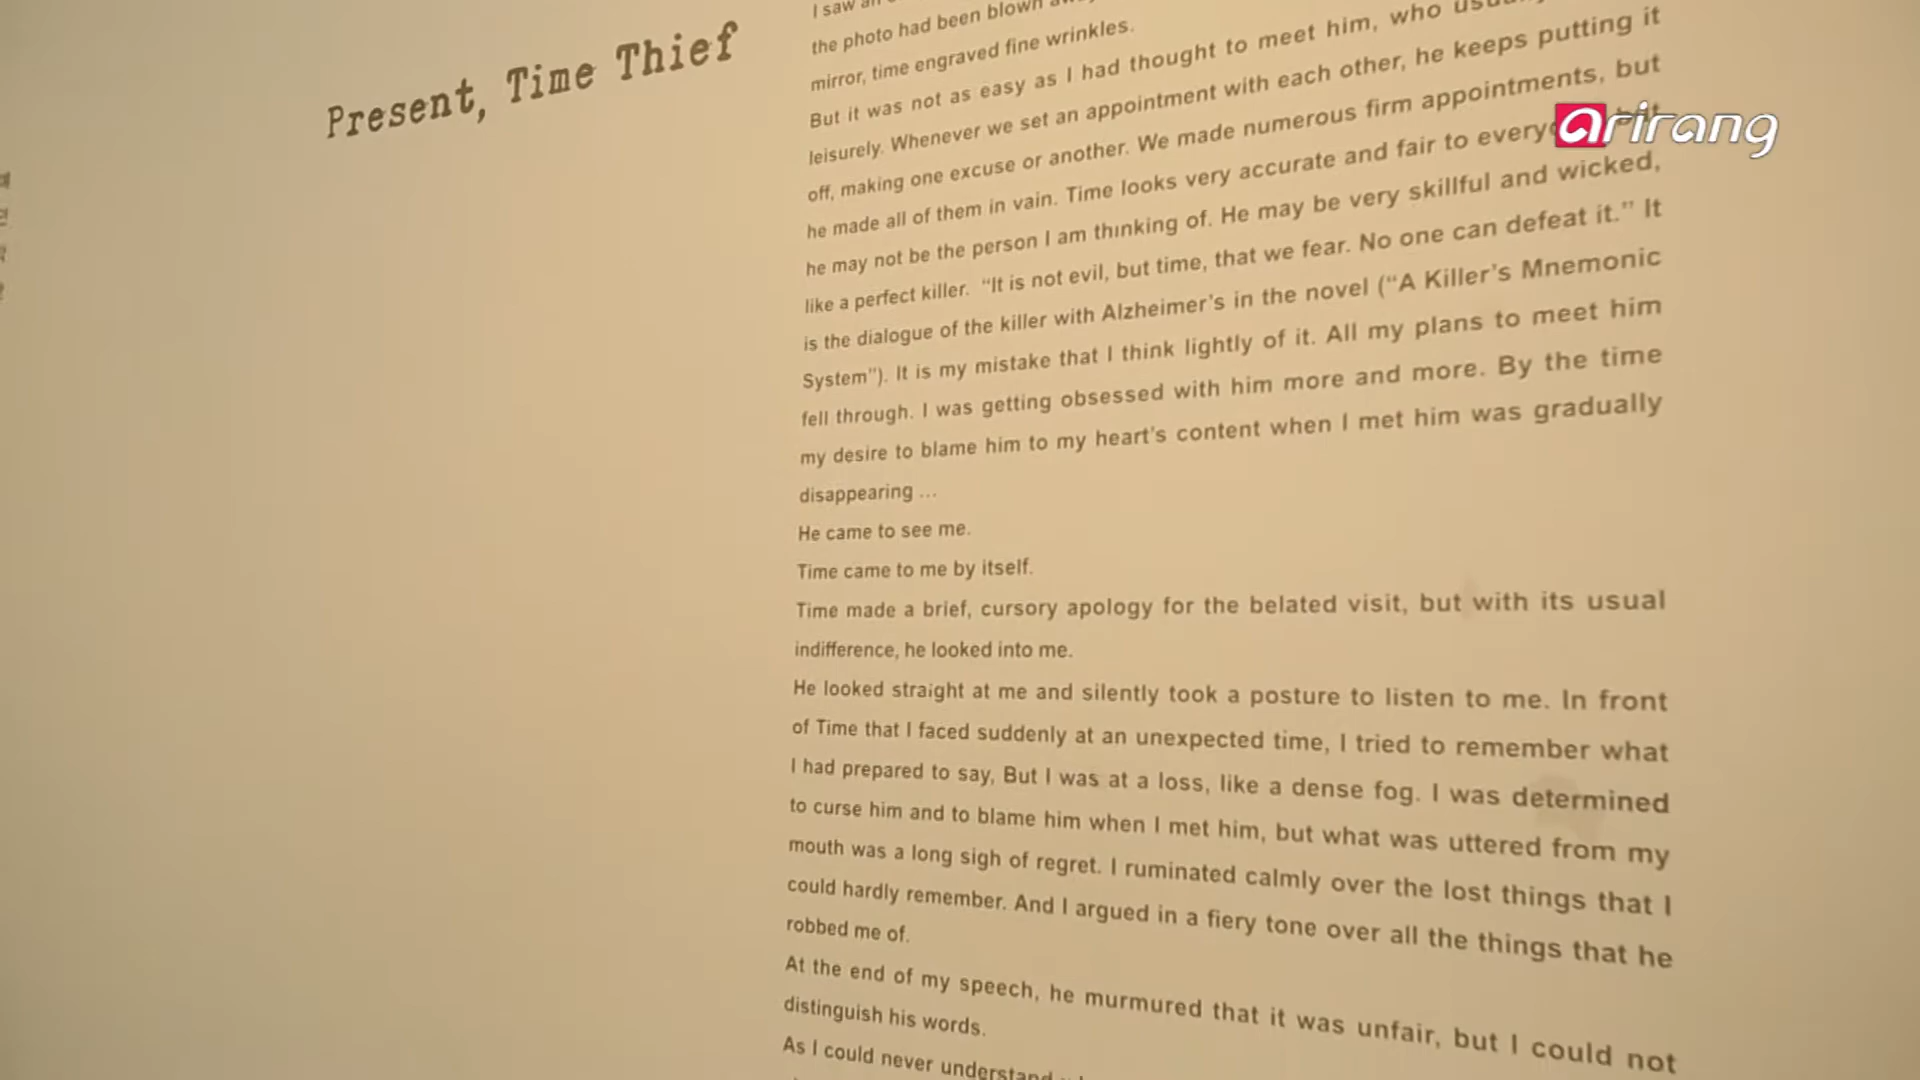 Present, Time Thief
I saw an
the photo had been blown
mirror, time engraved fine wrinkles.
But it was not as easy as I had thought to meet him, who
leisurely. Whenever we set an appointment with each other, he keeps putting it
off, making one excuse or another. We made numerous firm appointments, but
he made all of them in vain. Time looks very accurate and fair to
he may not be the person I am thinking of. He may be very skillful and wicked,
like a perfect killer. “It is not evil, but time, that we fear. No one can defeat it.” It
is the dialogue of the killer with Alzheimer’s in the novel (“A Killer’s Mnemonic
System”). It is my mistake that I think lightly of it. All my plans to meet him
fell through. I was getting obsessed with him more and more. By the time
my desire to blame him to my heart’s content when I met him was gradually
disappearing ...
He came to see me.
Time came to me by itself.
Time made a brief, cursory apology for the belated visit, but with its usual
indifference, he looked into me.
He looked straight at me and silently took a posture to listen to me. In front
of Time that I faced suddenly at an unexpected time, I tried to remember what
I had prepared to say, But I was at a loss, like a dense fog. I was determined
to curse him and to blame him when I met him, but what was uttered from my
mouth was a long sigh of regret. I ruminated calmly over the lost things that I
could hardly remember. And I argued in a fiery tone over all the things that he
robbed me of.
At the end of my speech, he murmured that it was unfair, but I could not
distinguish his words.
As I could never understand
arirang